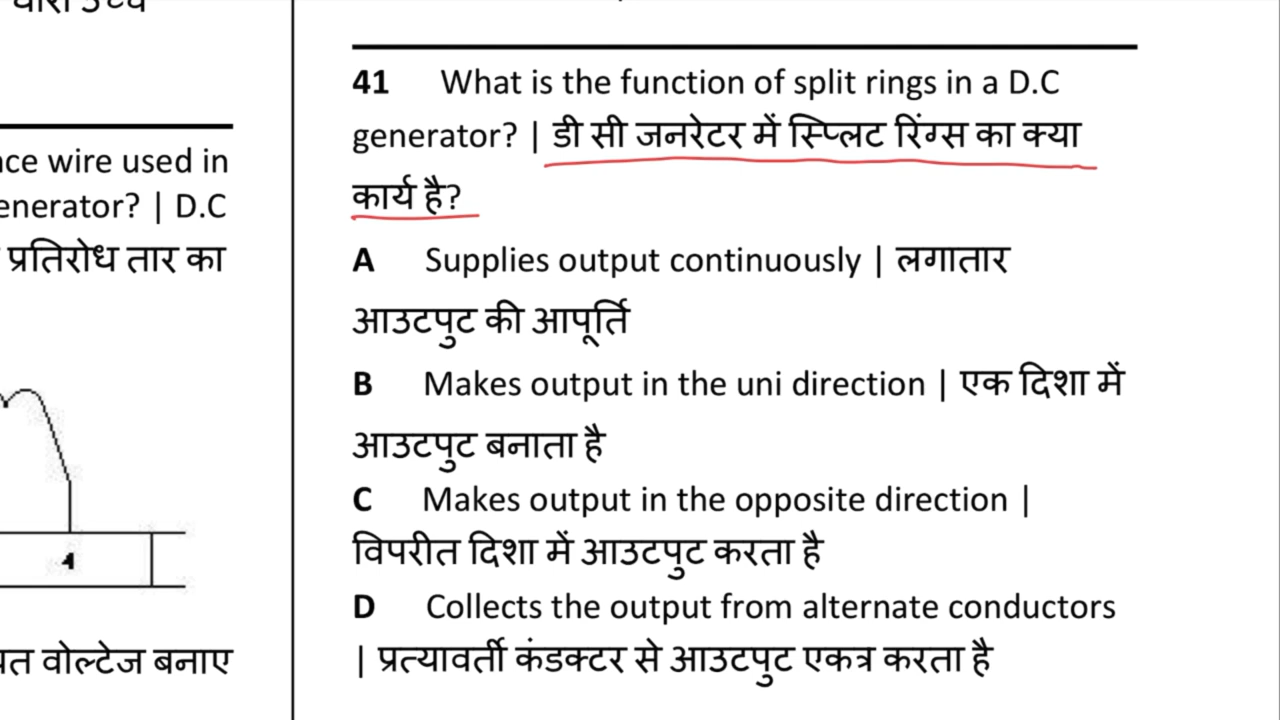 ace wire used in
enerator? | D.C
प्रतिरोध तार का
4
वोल्टेज बनाए
41 What is the function of split rings in a D.C
generator? | डी सी जनरेटर में स्प्लिट रिंग्स का क्या
कार्य है?
A Supplies output continuously | लगातार
आउटपुट की आपूर्ति
B Makes output in the uni direction | एक दिशा में
आउटपुट बनाता है
C Makes output in the opposite direction |
विपरीत दिशा में आउटपुट करता है
D Collects the output from alternate conductors
| प्रत्यावर्ती कंडक्टर से आउटपुट एकत्र करता है